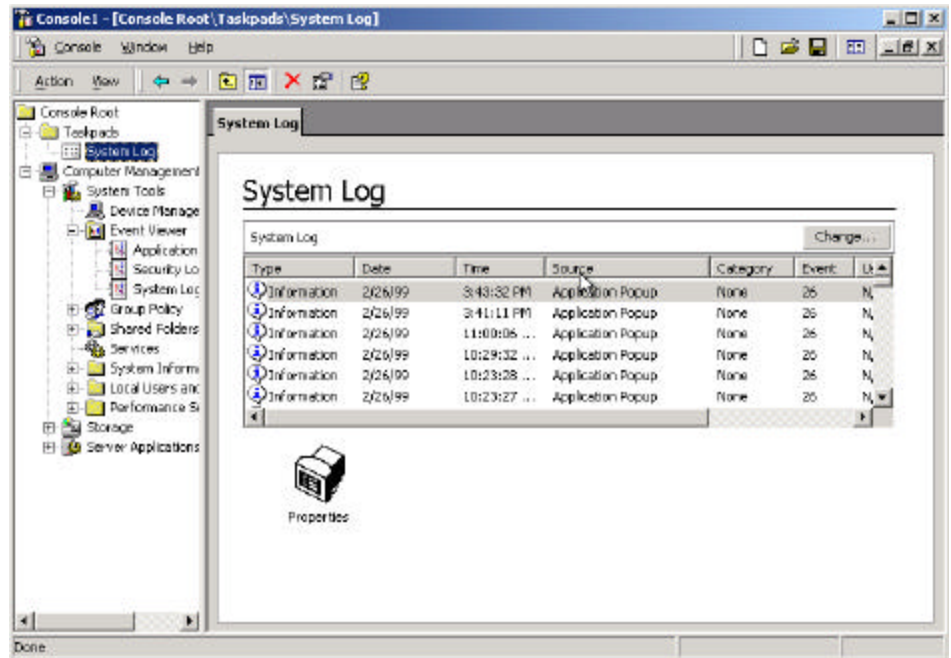 Console1 - [Console Root\Taskpads\System Log]
Console Window Help
Action View
Console Root
Taskpads
System Log
Computer Management
System Tools
Device Manage
Event Viewer
Application
Security Lo
System Log
Group Policy
Shared Folders
Services
System Inform
Local Users and
Performance
Storage
Server Applications
System Log
System Log
System Log Change...
Type Date Time Source Category Event
Information 2/26/99 3:43:32 PM Application Popup None 26 N
Information 2/26/99 3:41:11 PM Application Popup None 26 N
Information 2/26/99 11:00:06 ... Application Popup None 26 N
Information 2/26/99 10:29:32 ... Application Popup None 26 N
Information 2/26/99 10:23:28 ... Application Popup None 26 N
Information 2/26/99 10:23:27 ... Application Popup None 26 N
Properties
Done